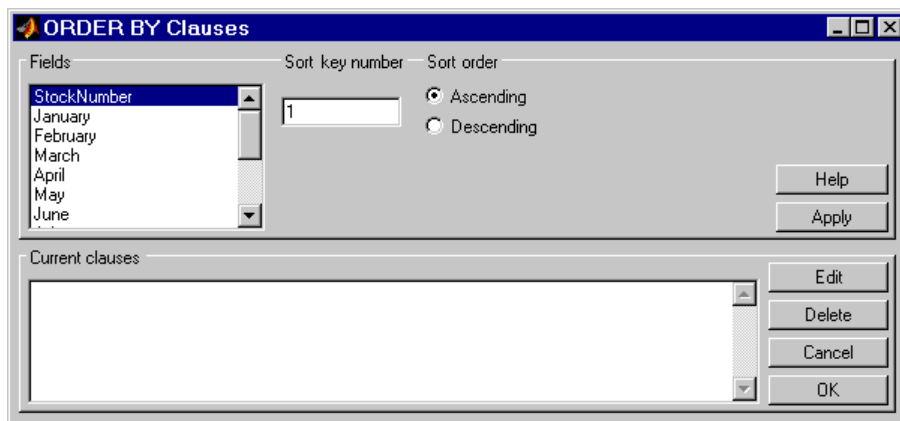 ORDER BY Clauses
Fields
Sort key number
Sort order
StockNumber
January
February
March
April
May
June
1
Ascending
Descending
Help
Apply
Current clauses
Edit
Delete
Cancel
OK